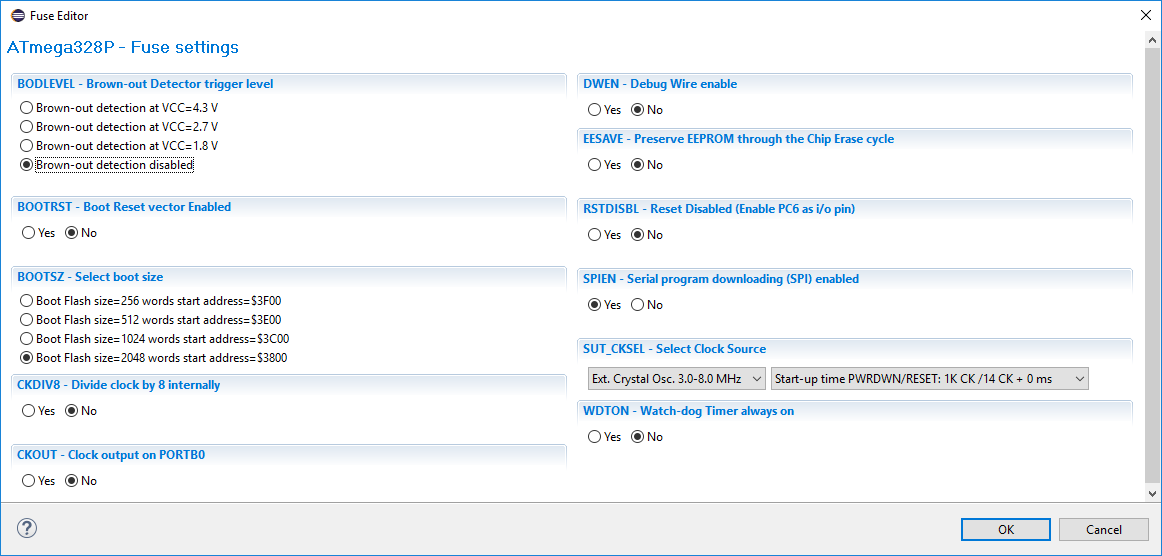 Fuse Editor
ATmega328P - Fuse settings
BODLEVEL - Brown-out Detector trigger level
Brown-out detection at VCC=4.3 V
Brown-out detection at VCC=2.7 V
Brown-out detection at VCC=1.8 V
Brown-out detection disabled
BOOTRST - Boot Reset vector Enabled
Yes No
BOOTSZ - Select boot size
Boot Flash size=256 words start address=$3F00
Boot Flash size=512 words start address=$3E00
Boot Flash size=1024 words start address=$3C00
Boot Flash size=2048 words start address=$3800
CKDIV8 - Divide clock by 8 internally
Yes No
CKOUT - Clock output on PORTB0
Yes No
DWEN - Debug Wire enable
Yes No
EESAVE - Preserve EEPROM through the Chip Erase cycle
Yes No
RSTDISBL - Reset Disabled (Enable PC6 as i/o pin)
Yes No
SPIEN - Serial program downloading (SPI) enabled
Yes No
SUT_CKSEL - Select Clock Source
Ext. Crystal Osc. 3.0-8.0 MHz Start-up time PWRDWN/RESET: 1K CK /14 CK + 0 ms
WDTON - Watch-dog Timer always on
Yes No
?
OK Cancel